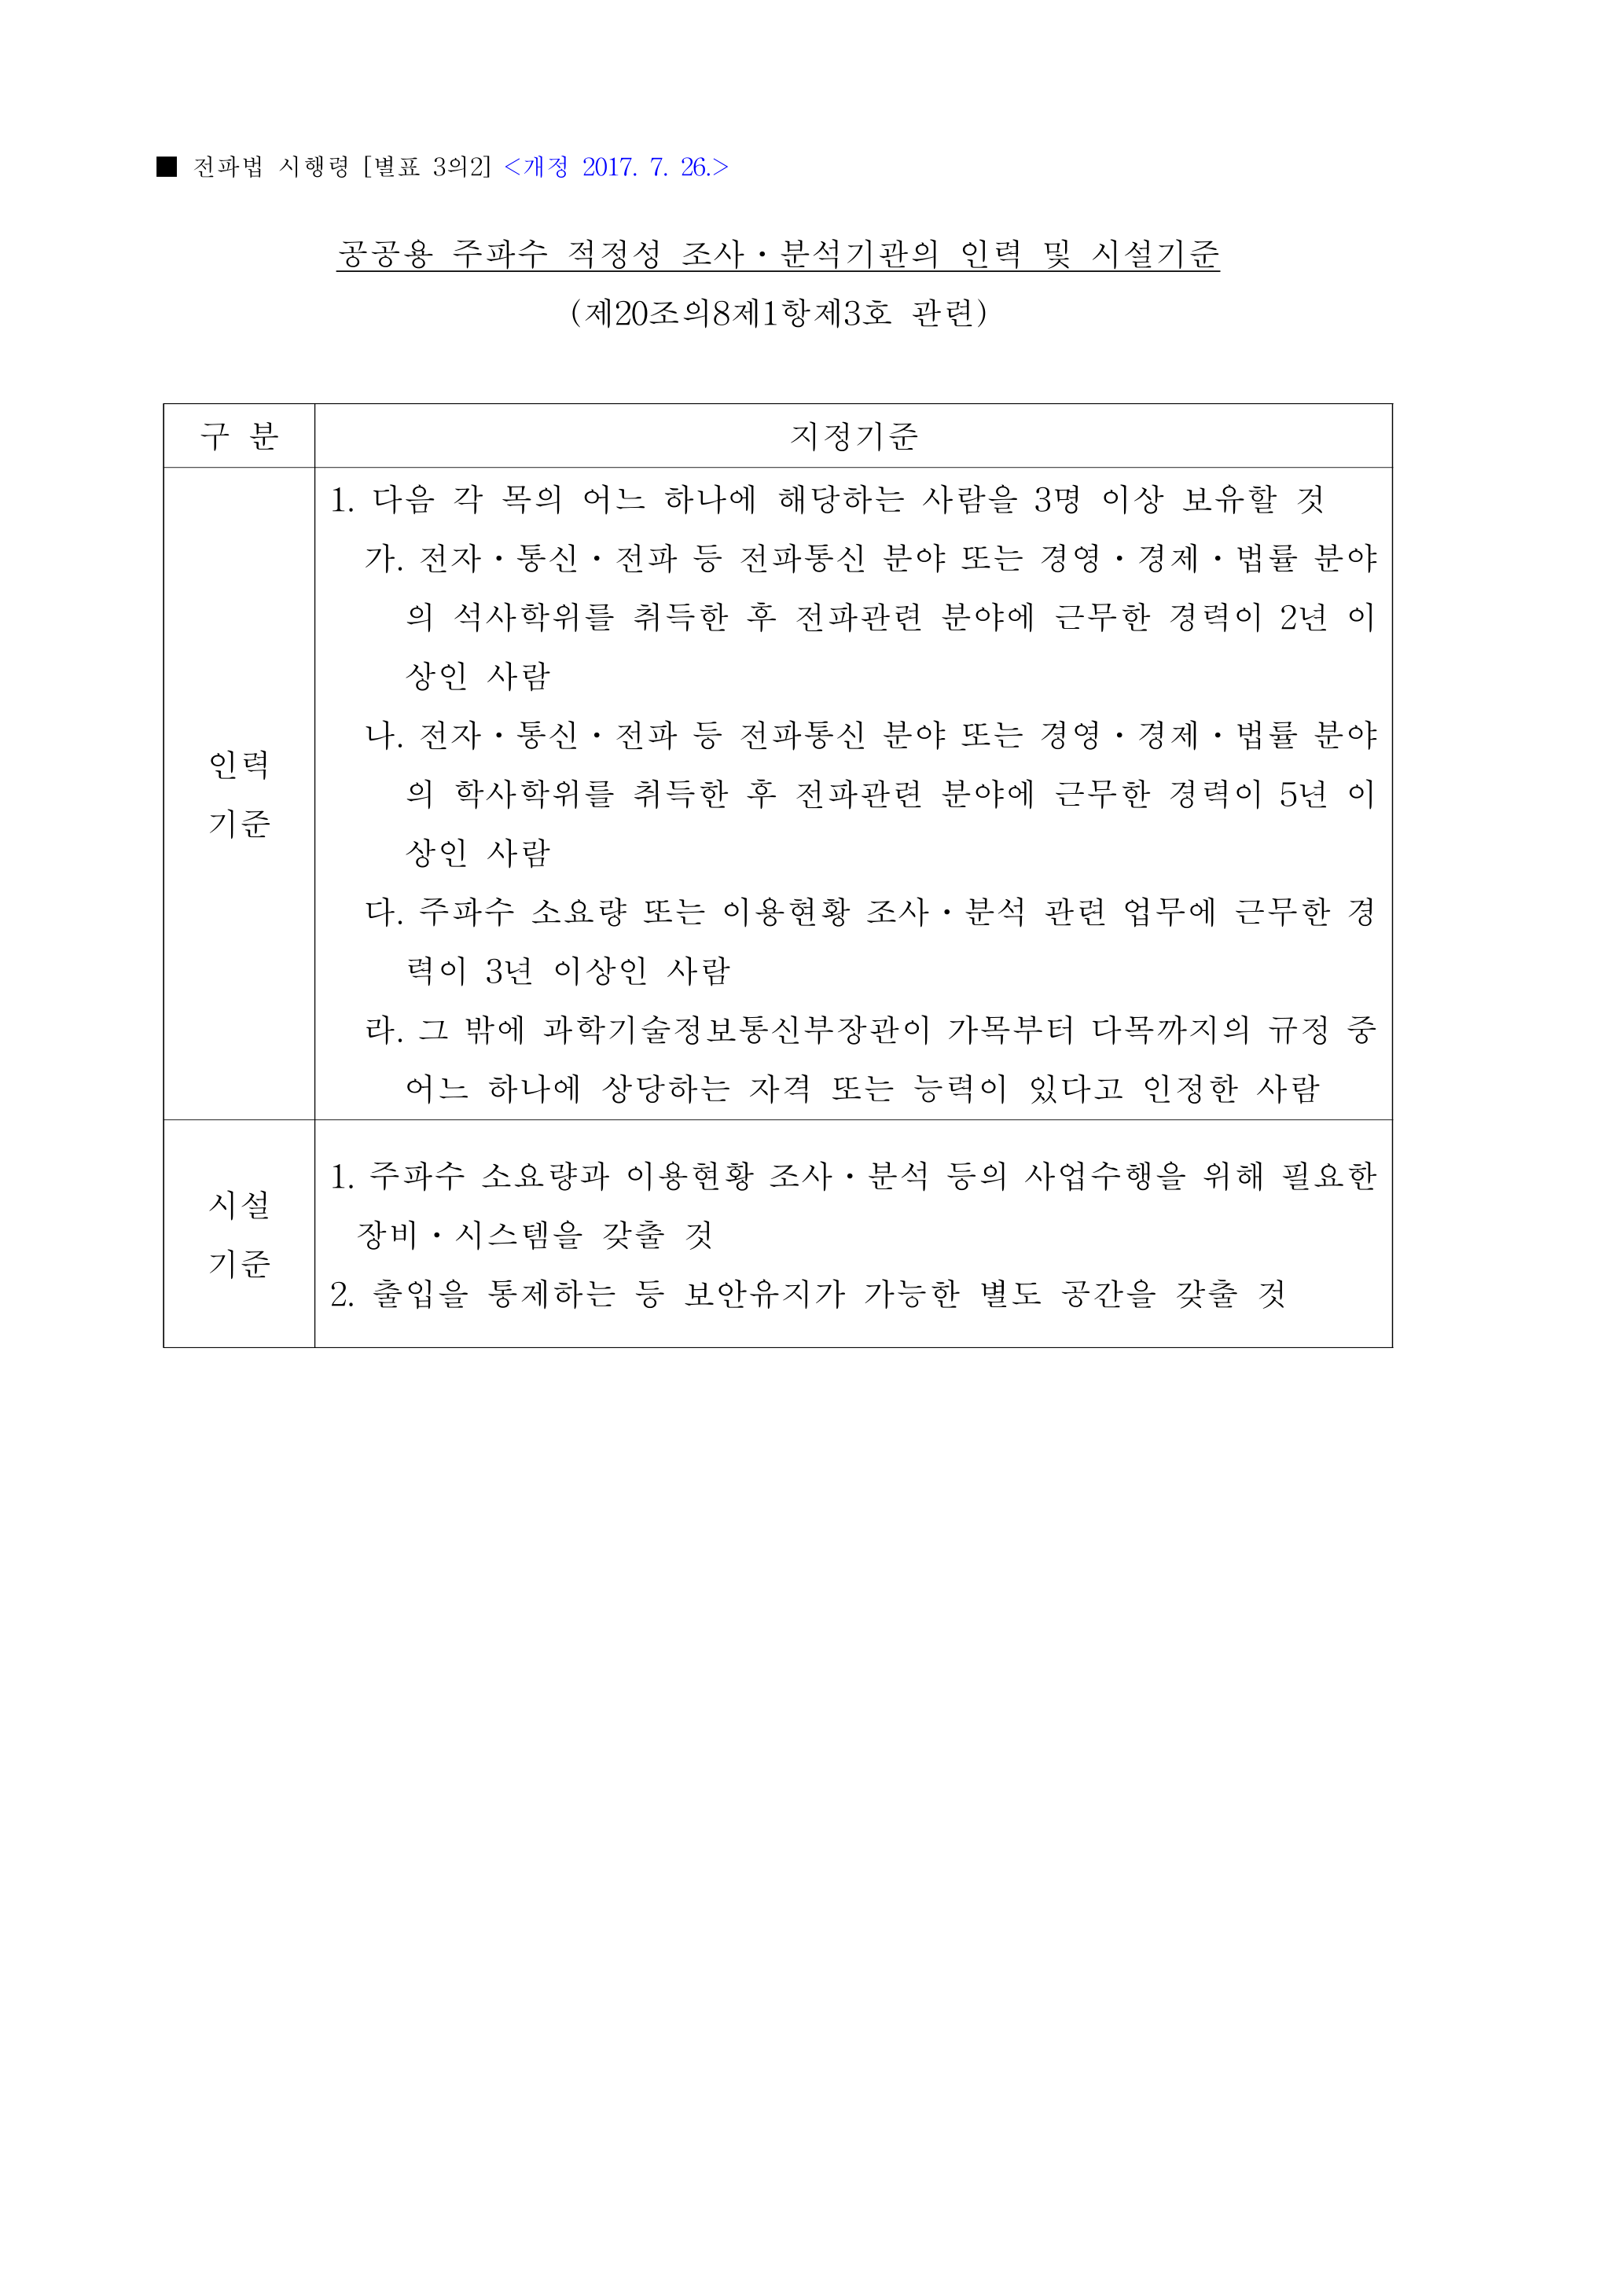 ■ 전파법 시행령 [별표 3의2] <개정 2017. 7. 26.>
공공용 주파수 적정성 조사·분석기관의 인력 및 시설기준
(제20조의8제1항제3호 관련)
구 분
지정기준
인력
기준
1. 다음 각 목의 어느 하나에 해당하는 사람을 3명 이상 보유할 것
가. 전자·통신·전파 등 전파통신 분야 또는 경영·경제·법률 분야
의 석사학위를 취득한 후 전파관련 분야에 근무한 경력이 2년 이
상인 사람
나. 전자·통신·전파 등 전파통신 분야 또는 경영·경제·법률 분야
의 학사학위를 취득한 후 전파관련 분야에 근무한 경력이 5년 이
상인 사람
다. 주파수 소요량 또는 이용현황 조사·분석 관련 업무에 근무한 경
력이 3년 이상인 사람
라. 그 밖에 과학기술정보통신부장관이 가목부터 다목까지의 규정 중
어느 하나에 상당하는 자격 또는 능력이 있다고 인정한 사람
시설
기준
1. 주파수 소요량과 이용현황 조사·분석 등의 사업수행을 위해 필요한
장비·시스템을 갖출 것
2. 출입을 통제하는 등 보안유지가 가능한 별도 공간을 갖출 것